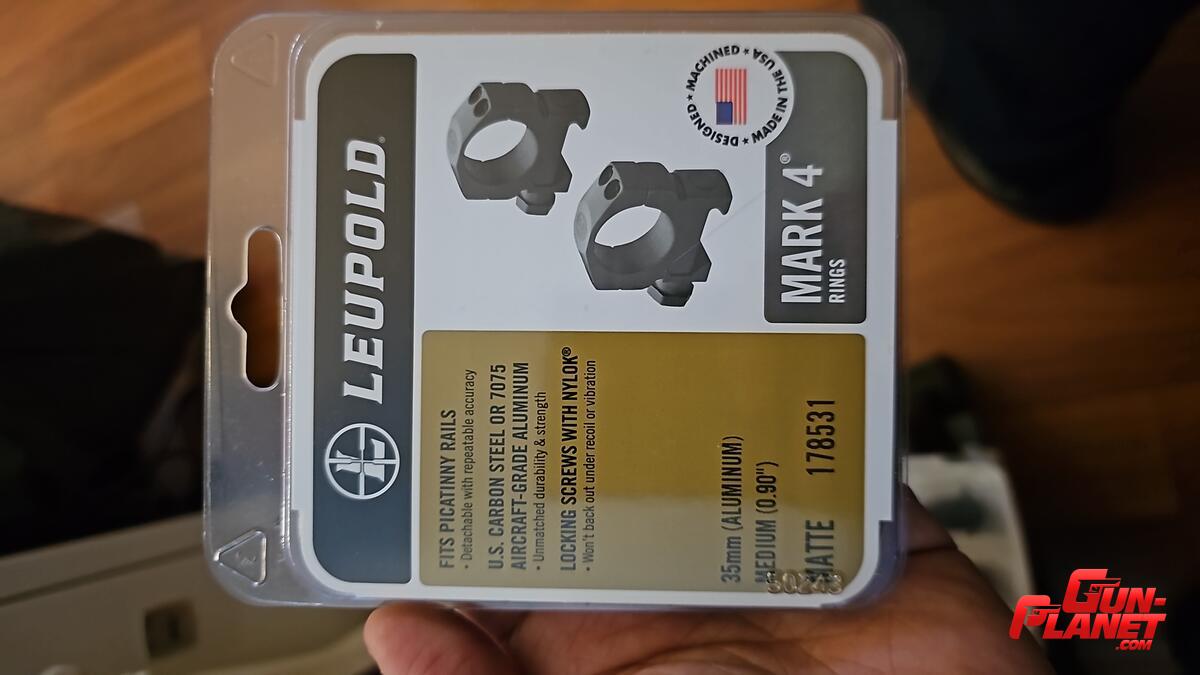 LEUPOLD®
DESIGNED ★ MACHINED ★ MADE IN THE USA ★
MARK 4®
RINGS
FITS PICATINNY RAILS
• Detachable with repeatable accuracy
U.S. CARBON STEEL OR 7075
AIRCRAFT-GRADE ALUMINUM
• Unmatched durability & strength
LOCKING SCREWS WITH NYLOK®
• Won't back out under recoil or vibration
35mm (ALUMINUM)
MEDIUM (0.90")
MATTE 178531
50243
GUN-
PLANET
.COM